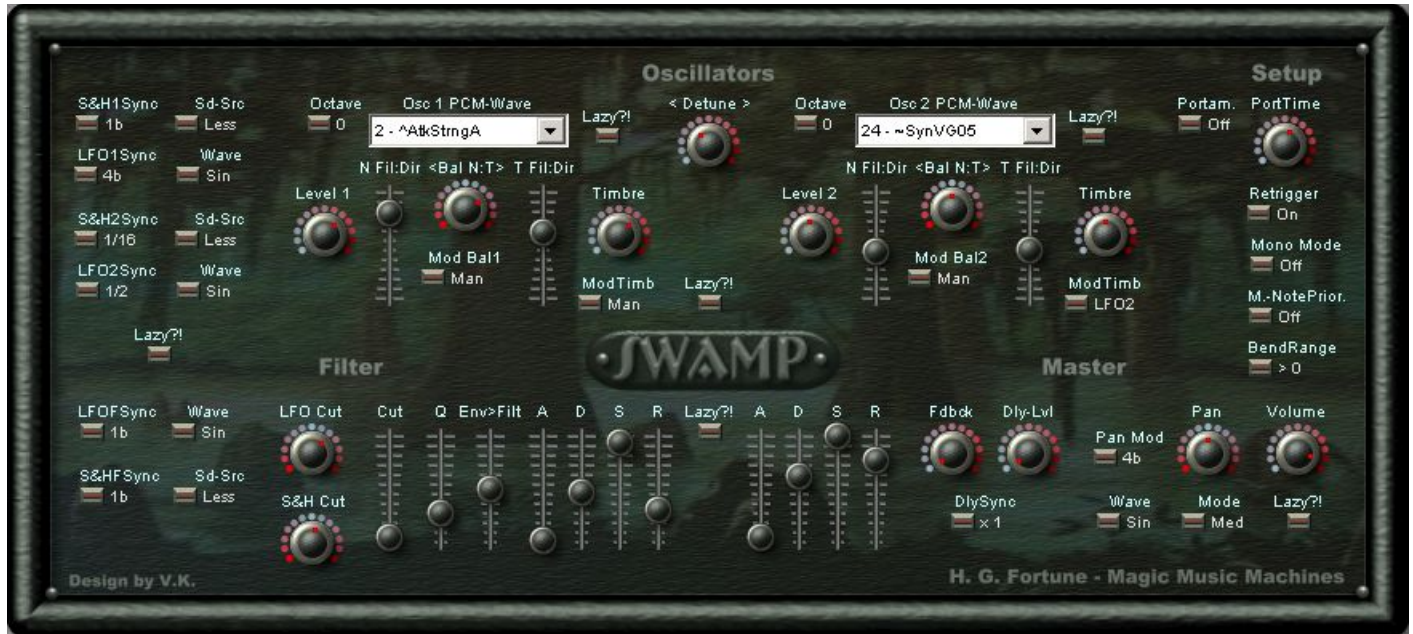 Oscillators Setup
S&H1Sync Sd-Src Octave Osc 1 PCM-Wave < Detune > Octave Osc 2 PCM-Wave Portam. PortTime
1b Less 0 2 - ^AtkStrngA Lazy?! 0 24 - ~SynVG05 Lazy?! Off
LFO1Sync Wave
4b Sin
N Fil:Dir <Bal N:T> T Fil:Dir N Fil:Dir <Bal N:T> T Fil:Dir
Level 1 Timbre Level 2 Timbre Retrigger
On
S&H2Sync Sd-Src
1/16 Less
Mod Bal1 Mod Bal2 Mono Mode
Man Man Off
LFO2Sync Wave ModTimb Lazy?! ModTimb
1/2 Sin Man LFO2
M.-NotePrior.
Off
Lazy?!
BendRange
> 0
Filter SWAMP Master
LFOFSync Wave LFO Cut Cut Q Env>Filt A D S R Lazy?! A D S R Fdbck Dly-Lvl Pan Volume
1b Sin
Pan Mod
4b
S&HFSync Sd-Src
1b Less
S&H Cut DlySync Wave Mode Lazy?!
x 1 Sin Med
Design by V.K. H. G. Fortune - Magic Music Machines